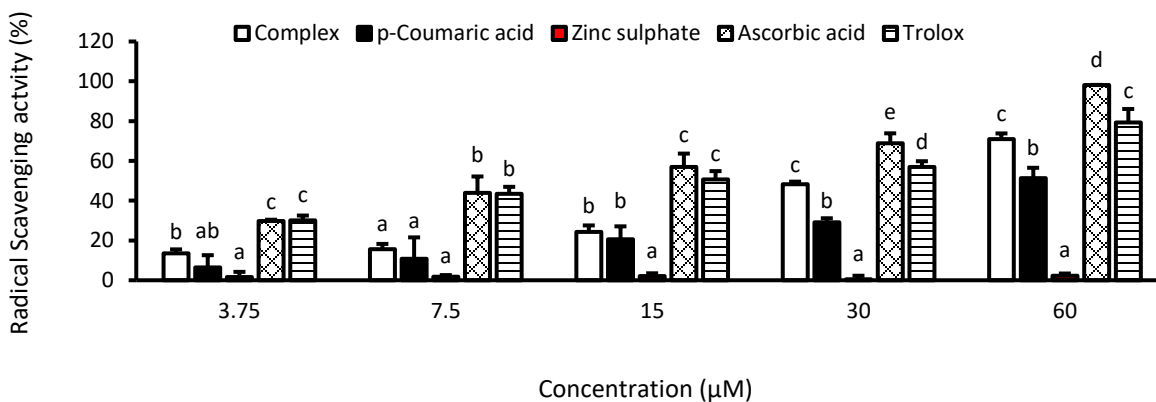 Radical Scavenging actvity (%)
120
100
80
60
40
20
0
Complex p-Coumaric acid Zinc sulphate Ascorbic acid Trolox
b ab a c c
a a a b b
b b a c c
c b a e d
c b a d c
3.75 7.5 15 30 60
Concentration (µM)